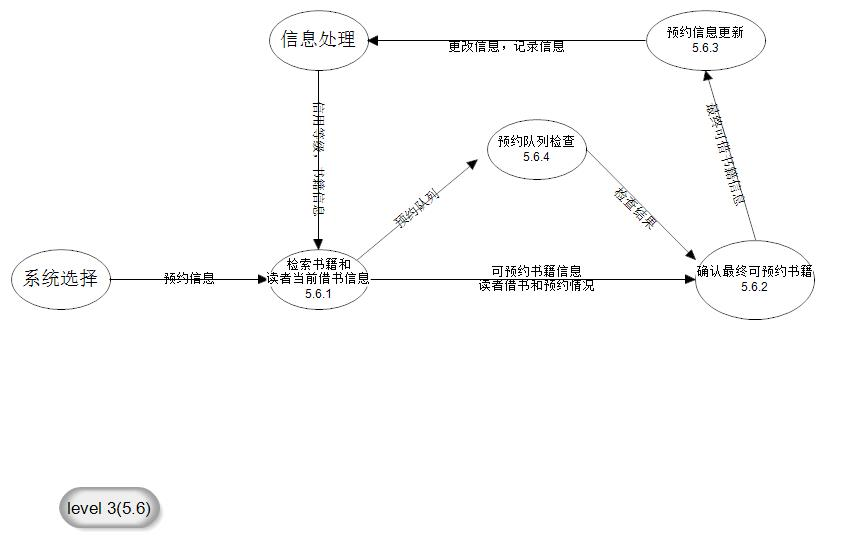 信息处理
更改信息，记录信息
预约信息更新
5.6.3
信用等级，书籍信息
预约队列检查
5.6.4
最终可借书籍信息
预约队列
检查结果
系统选择
预约信息
检索书籍和
读者当前借书信息
5.6.1
可预约书籍信息
读者借书和预约情况
确认最终可预约书籍
5.6.2
level 3(5.6)